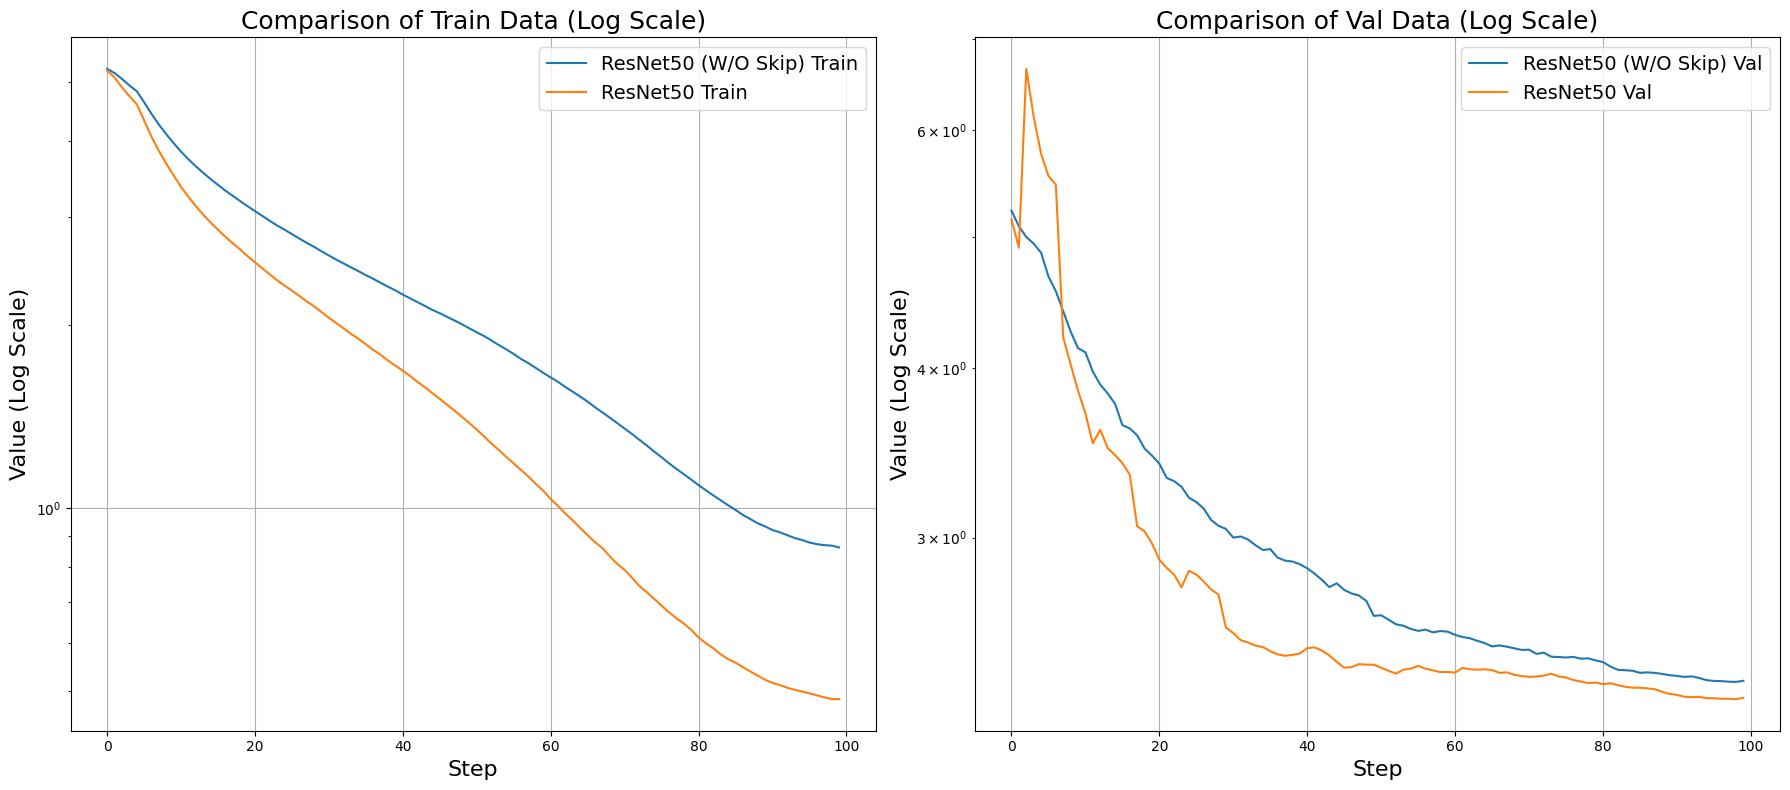 Comparison of Train Data (Log Scale)
ResNet50 (W/O Skip) Train
ResNet50 Train
Value (Log Scale)
10⁰
0 20 40 60 80 100
Step
Comparison of Val Data (Log Scale)
ResNet50 (W/O Skip) Val
ResNet50 Val
Value (Log Scale)
6 × 10⁰
4 × 10⁰
3 × 10⁰
0 20 40 60 80 100
Step